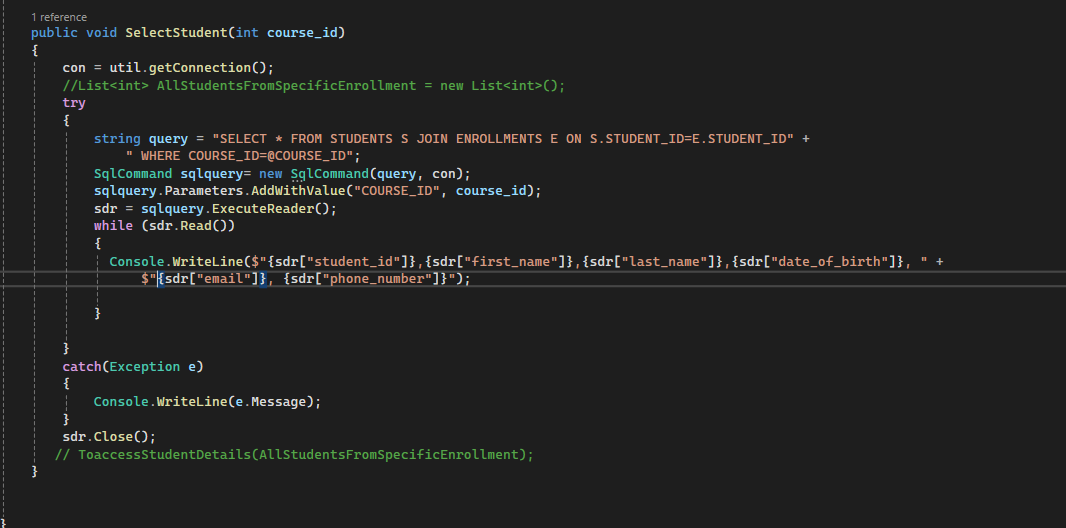 1 reference
public void SelectStudent(int course_id)
{
con = util.getConnection();
//List<int> AllStudentsFromSpecificEnrollment = new List<int>();
try
{
string query = "SELECT * FROM STUDENTS S JOIN ENROLLMENTS E ON S.STUDENT_ID=E.STUDENT_ID" +
" WHERE COURSE_ID=@COURSE_ID";
SqlCommand sqlquery= new SqlCommand(query, con);
sqlquery.Parameters.AddWithValue("COURSE_ID", course_id);
sdr = sqlquery.ExecuteReader();
while (sdr.Read())
{
Console.WriteLine($"{sdr["student_id"]},{sdr["first_name"]},{sdr["last_name"]},{sdr["date_of_birth"]}, " +
$"{sdr["email"]}, {sdr["phone_number"]}");
}
}
catch(Exception e)
{
Console.WriteLine(e.Message);
}
sdr.Close();
// ToaccessStudentDetails(AllStudentsFromSpecificEnrollment);
}
}